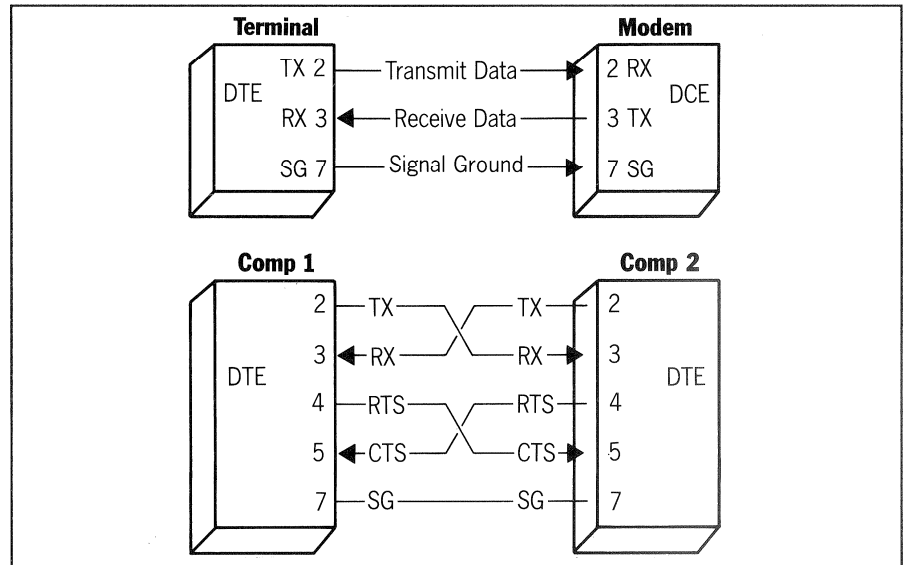 Terminal Modem
TX 2 Transmit Data 2 RX
DTE DCE
RX 3 Receive Data 3 TX
SG 7 Signal Ground 7 SG
Comp 1 Comp 2
2 TX TX 2
3 RX RX 3
DTE DTE
4 RTS RTS 4
5 CTS CTS 5
7 SG SG 7